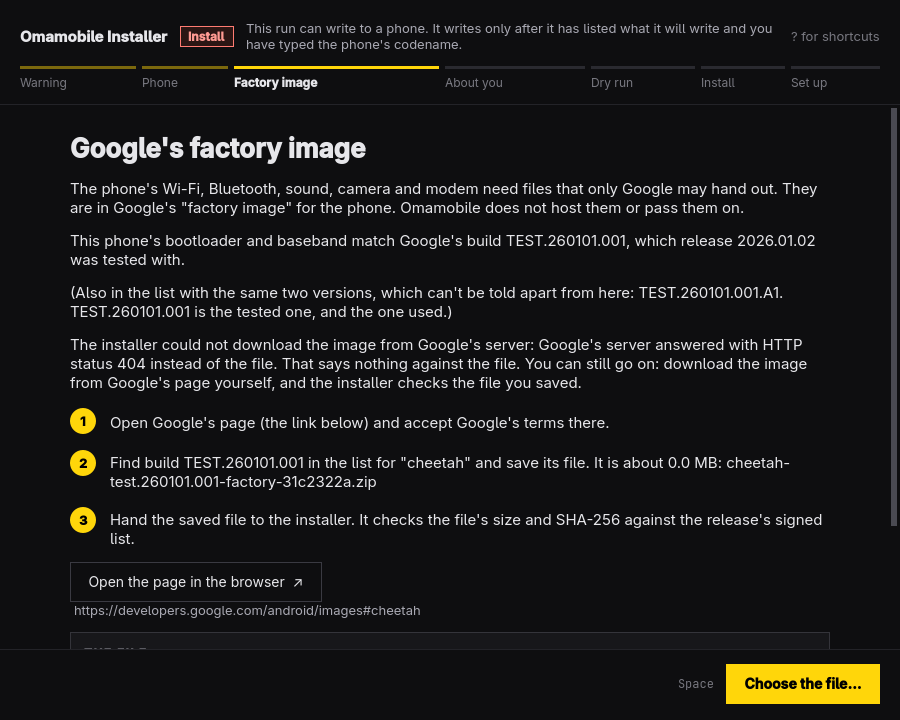 Omamobile Installer
Install
This run can write to a phone. It writes only after it has listed what it will write and you
have typed the phone's codename.
? for shortcuts
Warning
Phone
Factory image
About you
Dry run
Install
Set up
Google's factory image
The phone's Wi-Fi, Bluetooth, sound, camera and modem need files that only Google may hand out. They
are in Google's "factory image" for the phone. Omamobile does not host them or pass them on.
This phone's bootloader and baseband match Google's build TEST.260101.001, which release 2026.01.02
was tested with.
(Also in the list with the same two versions, which can't be told apart from here: TEST.260101.001.A1.
TEST.260101.001 is the tested one, and the one used.)
The installer could not download the image from Google's server: Google's server answered with HTTP
status 404 instead of the file. That says nothing against the file. You can still go on: download the image
from Google's page yourself, and the installer checks the file you saved.
1 Open Google's page (the link below) and accept Google's terms there.
2 Find build TEST.260101.001 in the list for "cheetah" and save its file. It is about 0.0 MB: cheetah-
test.260101.001-factory-31c2322a.zip
3 Hand the saved file to the installer. It checks the file's size and SHA-256 against the release's signed
list.
Open the page in the browser ↗
https://developers.google.com/android/images#cheetah
Space
Choose the file…